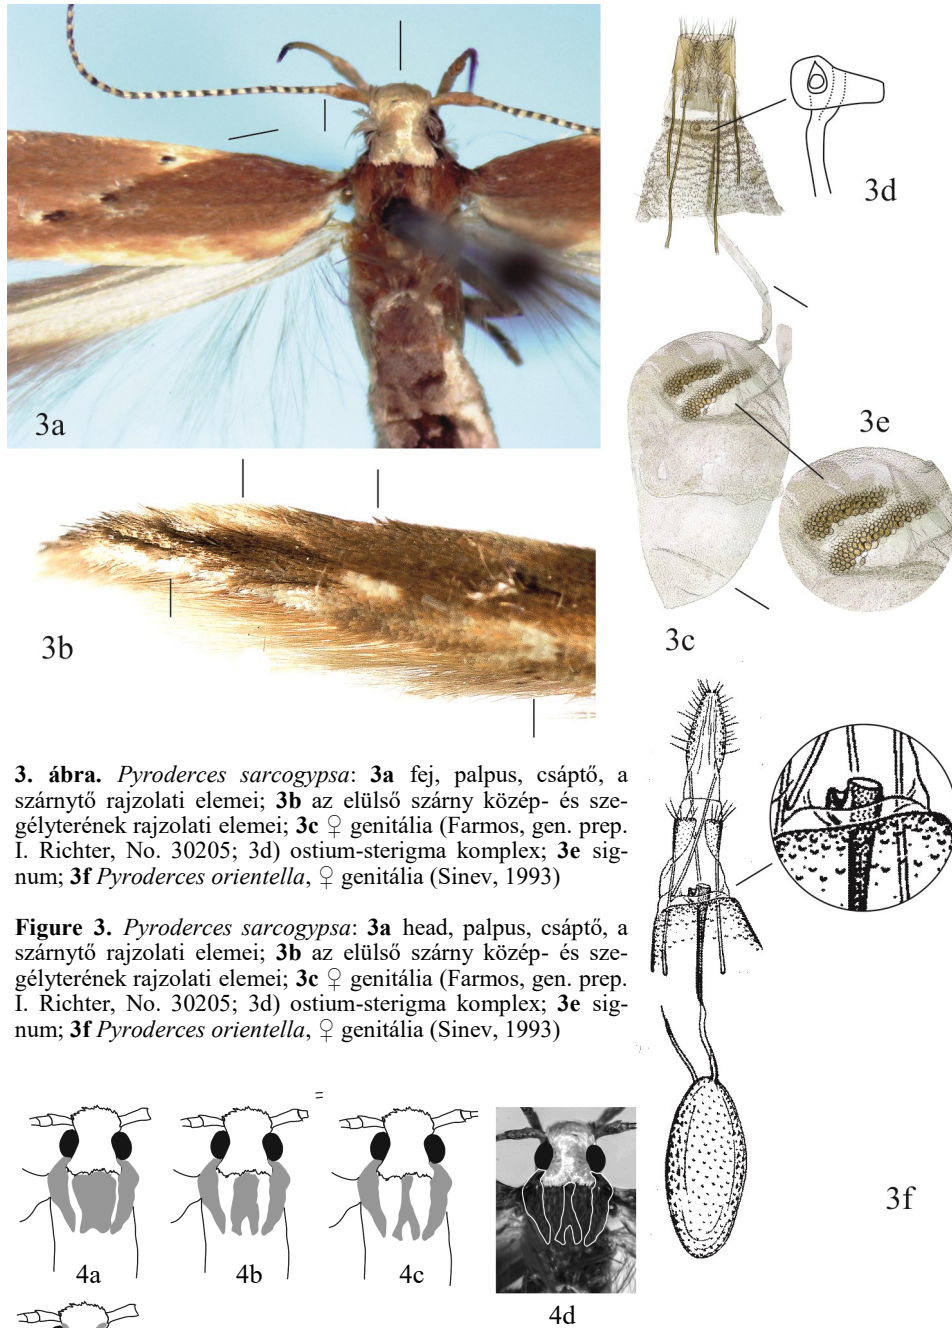 3a
3b
3d
3e
3c
3. ábra. Pyroderces sarcogypsa: 3a fej, palpus, csáptő, a
szárnytő rajzolati elemei; 3b az elülső szárny közép- és sze-
gélyterének rajzolati elemei; 3c ♀ genitália (Farmos, gen. prep.
I. Richter, No. 30205; 3d) ostium-sterigma komplex; 3e sig-
num; 3f Pyroderces orientella, ♀ genitália (Sinev, 1993)
Figure 3. Pyroderces sarcogypsa: 3a head, palpus, csáptő, a
szárnytő rajzolati elemei; 3b az elülső szárny közép- és sze-
gélyterének rajzolati elemei; 3c ♀ genitália (Farmos, gen. prep.
I. Richter, No. 30205; 3d) ostium-sterigma komplex; 3e sig-
num; 3f Pyroderces orientella, ♀ genitália (Sinev, 1993)
3f
4a
4b
4c
4d